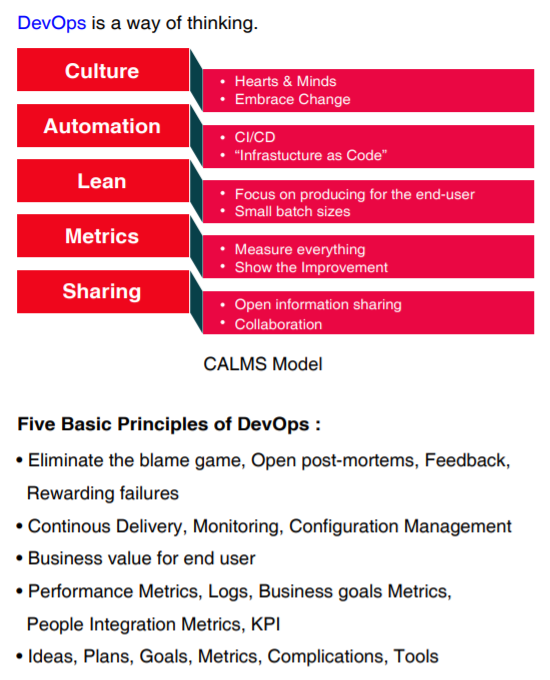 DevOps is a way of thinking.
Culture
• Hearts & Minds
• Embrace Change
Automation
• CI/CD
• “Infrastucture as Code”
Lean
• Focus on producing for the end-user
• Small batch sizes
Metrics
• Measure everything
• Show the Improvement
Sharing
• Open information sharing
• Collaboration
CALMS Model
Five Basic Principles of DevOps :
• Eliminate the blame game, Open post-mortems, Feedback,
Rewarding failures
• Continous Delivery, Monitoring, Configuration Management
• Business value for end user
• Performance Metrics, Logs, Business goals Metrics,
People Integration Metrics, KPI
• Ideas, Plans, Goals, Metrics, Complications, Tools